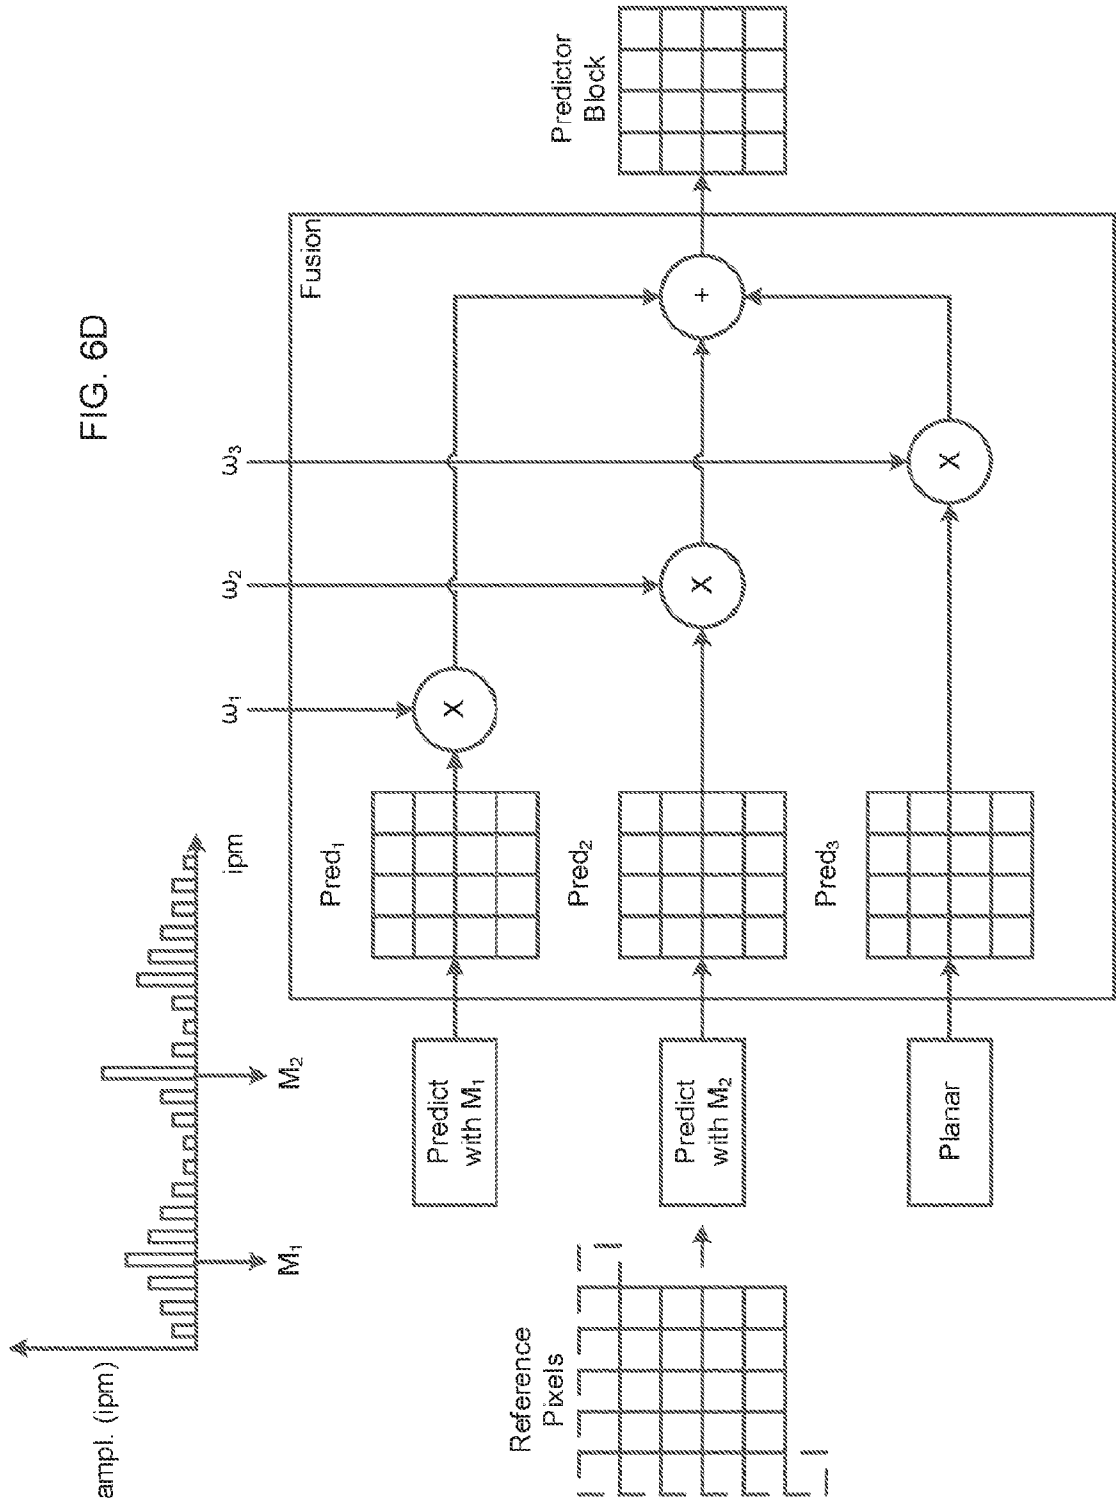 FIG. 6D
ampl. (ipm)
ipm
M₁
M₂
ω₁
ω₂
ω₃
Fusion
Reference
Pixels
Predict
with M₁
Predict
with M₂
Planar
Pred₁
Pred₂
Pred₃
X
X
X
+
Predictor
Block